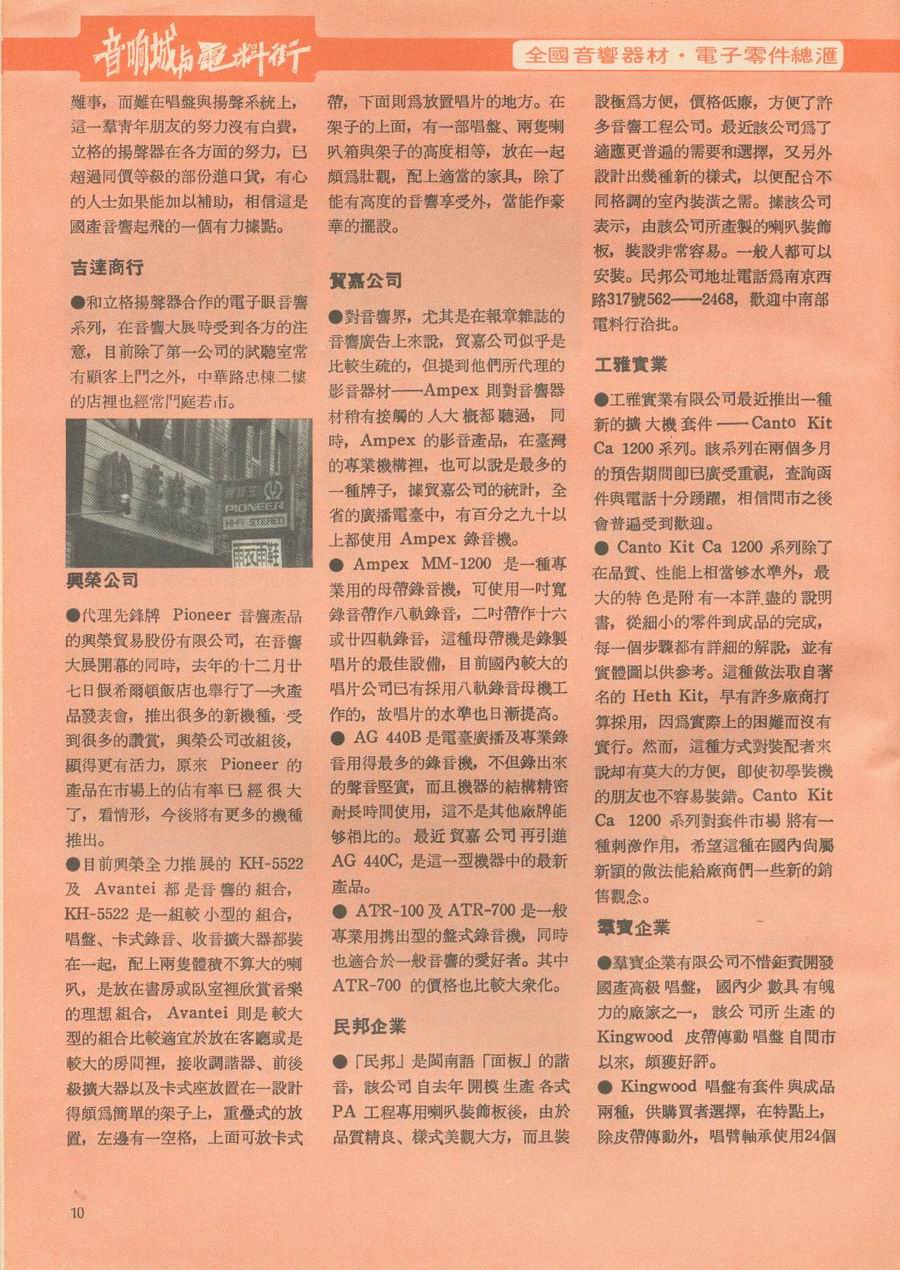 音响城与電料街
全國音響器材·電子零件總滙
難事，而難在唱盤與揚聲系統上，
這一羣靑年朋友的努力沒有白費，
立格的揚聲器在各方面的努力，已
超過同價等級的部份進口貨，有心
的人士如果能加以補助，相信這是
國產音響起飛的一個有力據點。
吉達商行
●和立格揚聲器合作的電子眼音響
系列，在音響大展時受到各方的注
意，目前除了第一公司的試聽室常
有顧客上門之外，中華路忠棟二樓
的店裡也經常門庭若市。
PIONEER
HI-FI STEREO
雨衣雨鞋
興榮公司
●代理先鋒牌 Pioneer 音響產品
的興榮貿易股份有限公司，在音響
大展開幕的同時，去年的十二月廿
七日假希爾頓飯店也舉行了一次產
品發表會，推出很多的新機種，受
到很多的讚賞，興榮公司改組後，
顯得更有活力，原來 Pioneer 的
產品在市場上的佔有率已經很大
了，看情形，今後將有更多的機種
推出。
●目前興榮全力推展的 KH-5522
及 Avantei 都是音響的組合，
KH-5522 是一組較小型的組合，
唱盤、卡式錄音、收音擴大器都裝
在一起，配上兩隻體積不算大的喇
叭，是放在書房或臥室裡欣賞音樂
的理想組合， Avantei 則是較大
型的組合比較適宜於放在客廳或是
較大的房間裡，接收調諧器、前後
級擴大器以及卡式座放置在一設計
得頗爲簡單的架子上，重疊式的放
置，左邊有一空格，上面可放卡式
帶，下面則爲放置唱片的地方。在
架子的上面，有一部唱盤、兩隻喇
叭箱與架子的高度相等，放在一起
頗爲壯觀，配上適當的家具，除了
能有高度的音響享受外，當能作豪
華的擺設。
貿嘉公司
●對音響界，尤其是在報章雜誌的
音響廣告上來說，貿嘉公司似乎是
比較生疏的，但提到他們所代理的
影音器材——Ampex 則對音響器
材稍有接觸的人大概都聽過，同
時，Ampex 的影音產品，在臺灣
的專業機構裡，也可以說是最多的
一種牌子，據貿嘉公司的統計，全
省的廣播電臺中，有百分之九十以
上都使用 Ampex 錄音機。
● Ampex MM-1200 是一種專
業用的母帶錄音機，可使用一吋寬
錄音帶作八軌錄音，二吋帶作十六
或廿四軌錄音，這種母帶機是錄製
唱片的最佳設備，目前國內較大的
唱片公司已有採用八軌錄音母機工
作的，故唱片的水準也日漸提高。
● AG 440B 是電臺廣播及專業錄
音用得最多的錄音機，不但錄出來
的聲音堅實，而且機器的結構精密
耐長時間使用，這不是其他廠牌能
够相比的。最近貿嘉公司再引進
AG 440C, 是這一型機器中的最新
產品。
● ATR-100 及 ATR-700 是一般
專業用携出型的盤式錄音機，同時
也適合於一般音響的愛好者。其中
ATR-700 的價格也比較大衆化。
民邦企業
●「民邦」是閩南語「面板」的諧
音，該公司自去年開模生產各式
PA 工程專用喇叭裝飾板後，由於
品質精良、樣式美觀大方，而且裝
設極爲方便，價格低廉，方便了許
多音響工程公司。最近該公司爲了
適應更普遍的需要和選擇，又另外
設計出幾種新的樣式，以便配合不
同格調的室內裝潢之需。據該公司
表示，由該公司所產製的喇叭裝飾
板，裝設非常容易。一般人都可以
安裝。民邦公司地址電話爲南京西
路317號562——2468，歡迎中南部
電料行洽批。
工雅實業
●工雅實業有限公司最近推出一種
新的擴大機套件——Canto Kit
Ca 1200 系列。該系列在兩個多月
的預告期間卽已廣受重視，查詢函
件與電話十分踴躍，相信問市之後
會普遍受到歡迎。
● Canto Kit Ca 1200 系列除了
在品質、性能上相當够水準外，最
大的特色是附有一本詳盡的說明
書，從細小的零件到成品的完成，
每一個步驟都有詳細的解說，並有
實體圖以供參考。這種做法取自著
名的 Heth Kit，早有許多廠商打
算採用，因爲實際上的困難而沒有
實行。然而，這種方式對裝配者來
說却有莫大的方便，卽使初學裝機
的朋友也不容易裝錯。Canto Kit
Ca 1200 系列對套件市場將有一
種刺激作用，希望這種在國內尙屬
新穎的做法能給廠商們一些新的銷
售觀念。
羣寶企業
●羣寶企業有限公司不惜鉅資開發
國產高級唱盤，國內少數具有魄
力的廠家之一，該公司所生產的
Kingwood 皮帶傳動唱盤自問市
以來，頗獲好評。
● Kingwood 唱盤有套件與成品
兩種，供購買者選擇，在特點上，
除皮帶傳動外，唱臂軸承使用24個
10